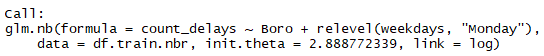 Call:
glm.nb(formula = count_delays ~ Boro + relevel(weekdays, "Monday"),
    data = df.train.nbr, init.theta = 2.888772339, link = log)